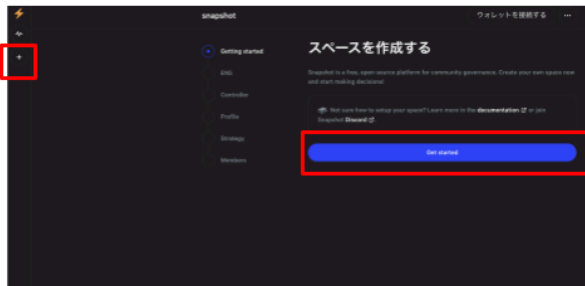 snapshot
ウォレットを接続する
Getting started
ENS
Controller
Profile
Strategy
Members
スペースを作成する
Snapshot is a free, open-source platform for community governance. Create your own space now
and start making decisions!
Not sure how to setup your space? Learn more in the documentation or join
Snapshot Discord
Get started